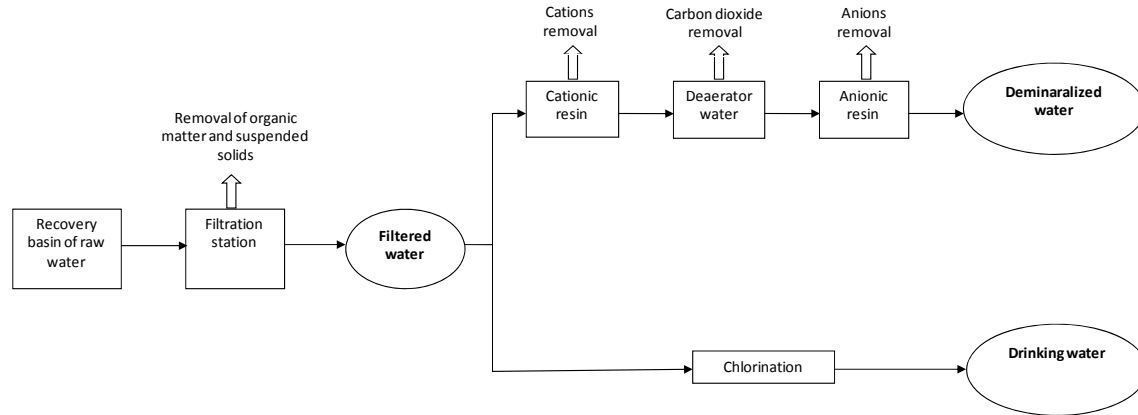 Cations
removal
Carbon dioxide
removal
Anions
removal
Cationic
resin
Deaerator
water
Anionic
resin
Deminaralized
water
Removal of organic
matter and suspended
solids
Recovery
basin of raw
water
Filtration
station
Filtered
water
Chlorination
Drinking water